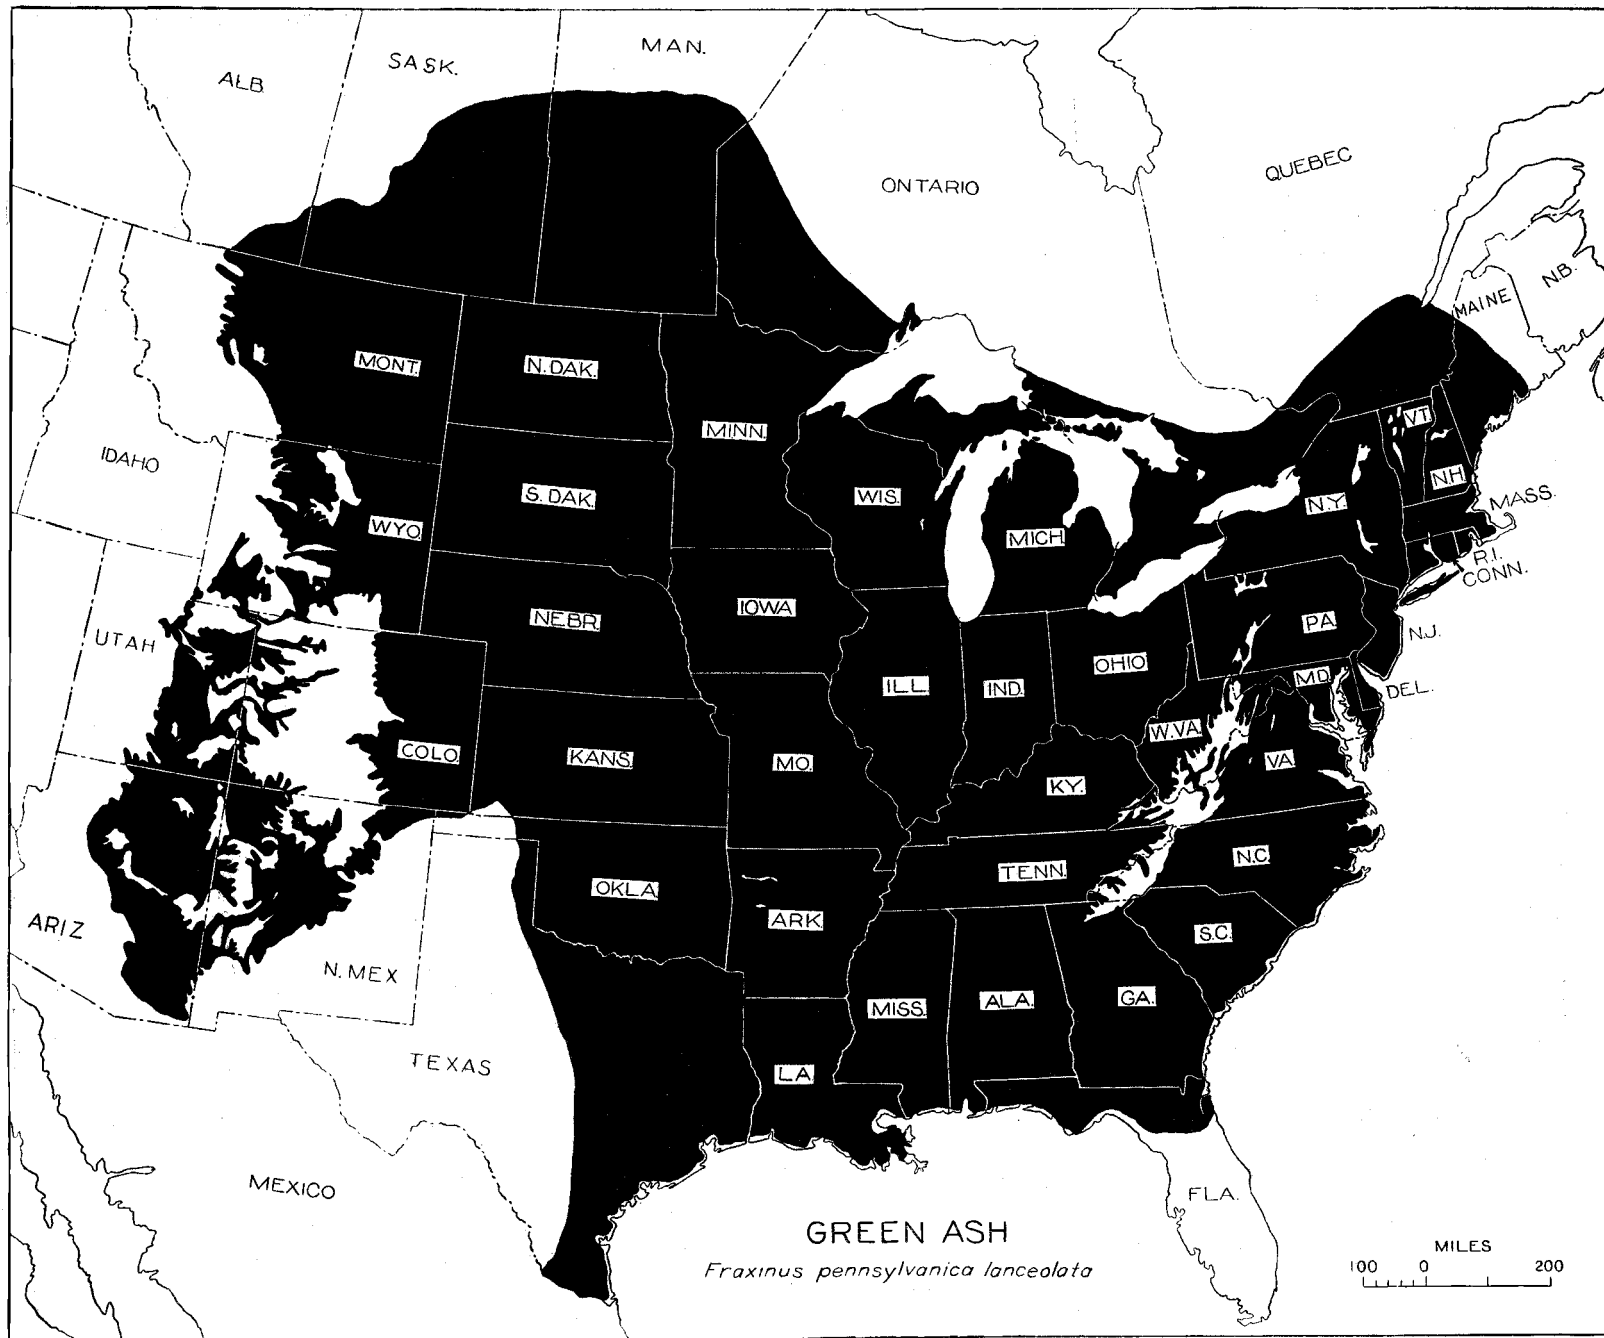 MAN.
SASK.
ALB.
QUEBEC
ONTARIO
N.B.
MAINE
MONT.
N. DAK.
VT.
MINN.
IDAHO
N.H.
S. DAK.
WIS.
MASS.
N.Y.
WYO.
MICH.
R.I.
CONN.
IOWA
NEBR.
PA.
N.J.
UTAH
OHIO
MD.
ILL.
IND.
DEL.
W.VA.
COLO.
KANS.
MO.
VA.
KY.
N.C.
TENN.
OKLA.
ARK.
ARIZ
S.C.
N. MEX
MISS.
ALA.
GA.
TEXAS
LA.
MEXICO
FLA.
GREEN ASH
Fraxinus pennsylvanica lanceolata
MILES
100 0 200